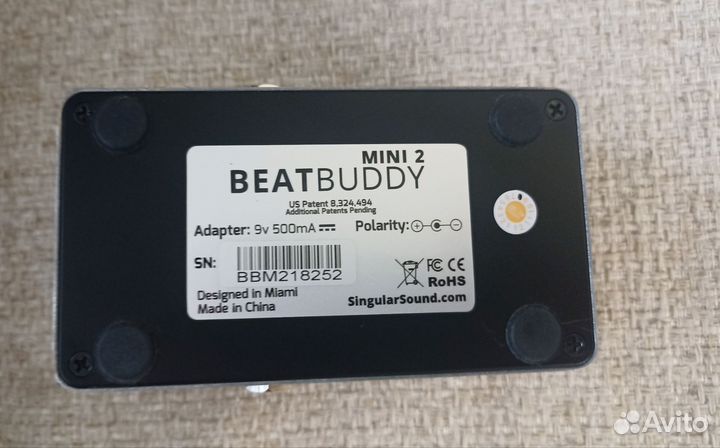 MINI 2
BEATBUDDY
US Patent 8,324,494
Additional Patents Pending
Adapter: 9v 500mA
Polarity:
SN:
BBM218252
Designed in Miami
Made in China
FC CE
RoHS
SingularSound.com
Avito